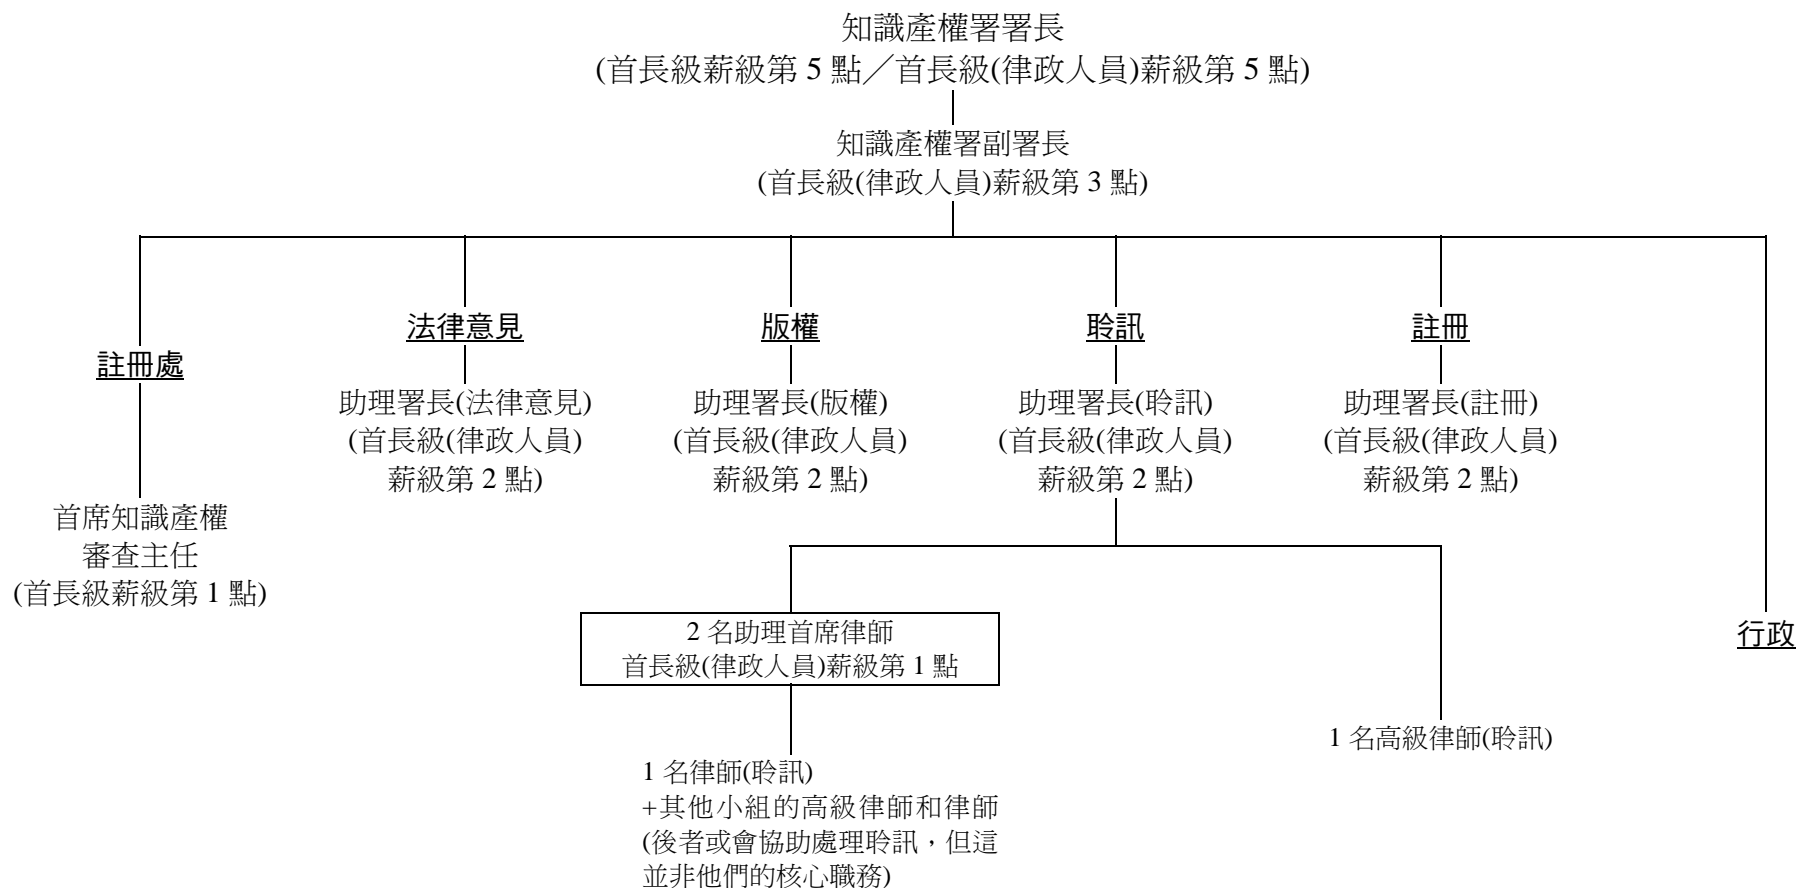 知識產權署署長
(首長級薪級第 5 點／首長級(律政人員)薪級第 5 點)
知識產權署副署長
(首長級(律政人員)薪級第 3 點)
註冊處
首席知識產權
審查主任
(首長級薪級第 1 點)
法律意見
助理署長(法律意見)
(首長級(律政人員)
薪級第 2 點)
版權
助理署長(版權)
(首長級(律政人員)
薪級第 2 點)
聆訊
助理署長(聆訊)
(首長級(律政人員)
薪級第 2 點)
註冊
助理署長(註冊)
(首長級(律政人員)
薪級第 2 點)
行政
2 名助理首席律師
首長級(律政人員)薪級第 1 點
1 名律師(聆訊)
+其他小組的高級律師和律師
(後者或會協助處理聆訊，但這
並非他們的核心職務)
1 名高級律師(聆訊)